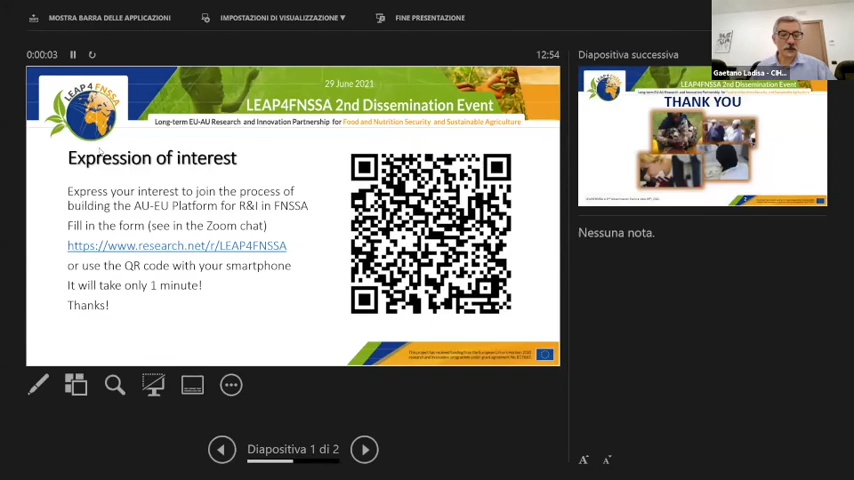 MOSTRA BARRA DELLE APPLICAZIONI
IMPOSTAZIONI DI VISUALIZZAZIONE ▼
FINE PRESENTAZIONE
0:00:03
12:54
Diapositiva successiva
Gaetano Ladisa - CIH...
29 June 2021
LEAP4FNSSA 2nd Dissemination Event
Long-term EU-AU Research and Innovation Partnership for Food and Nutrition Security and Sustainable Agriculture
LEAP4FNSSA
Expression of interest
Express your interest to join the process of
building the AU-EU Platform for R&I in FNSSA
Fill in the form (see in the Zoom chat)
https://www.research.net/r/LEAP4FNSSA
or use the QR code with your smartphone
It will take only 1 minute!
Thanks!
LEAP4FNSSA 2nd Dissemination Event
THANK YOU
Nessuna nota.
Diapositiva 1 di 2
A A